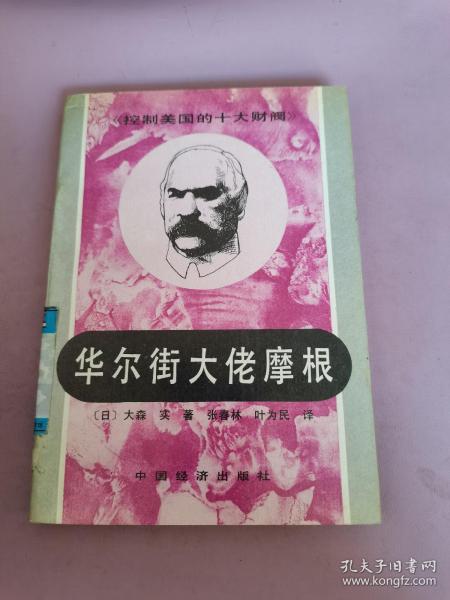 《控制美国的十大财阀》
华尔街大佬摩根
〔日〕大森 实 著 张春林 叶为民 译
中国经济出版社
孔夫子旧书网
www.kongfz.com